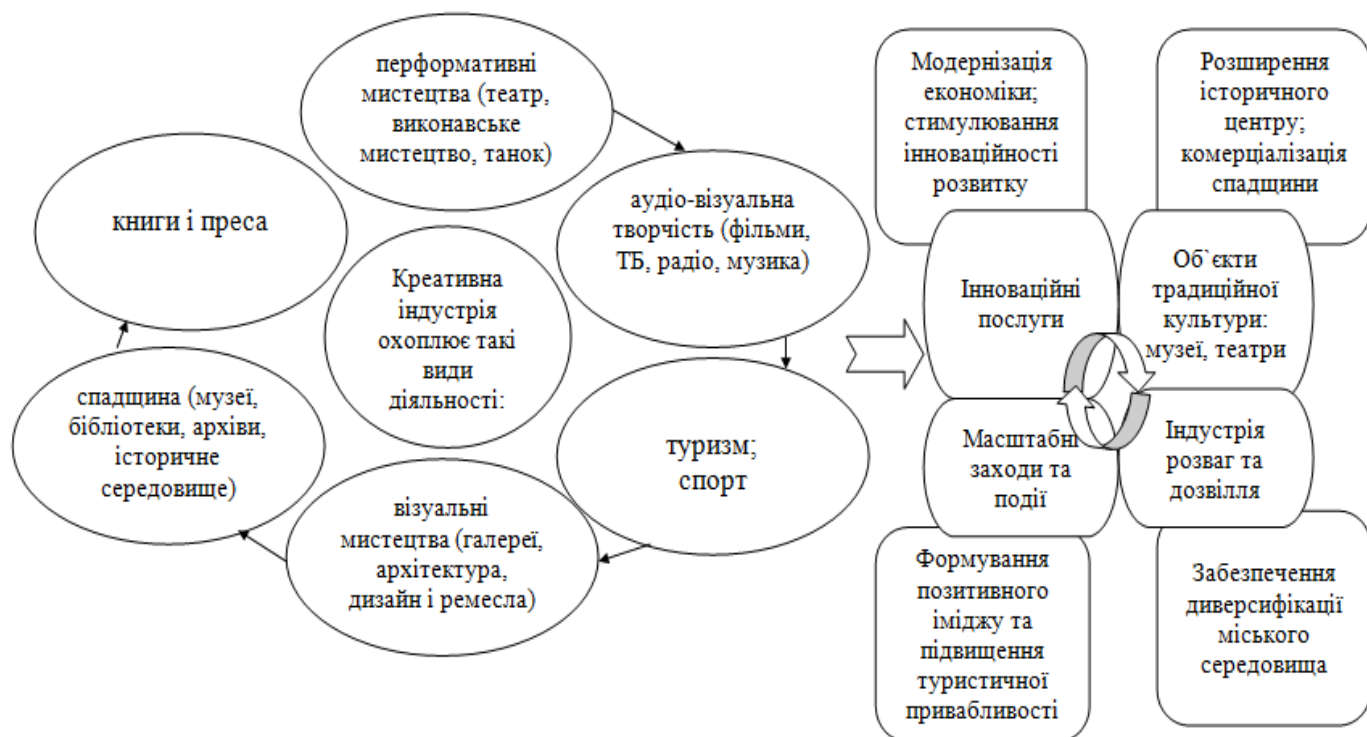 перформативні
мистецтва (театр,
виконавське
мистецтво, танок)
аудіо-візуальна
творчість (фільми,
ТБ, радіо, музика)
туризм;
спорт
візуальні
мистецтва (галереї,
архітектура,
дизайн і ремесла)
спадщина (музеї,
бібліотеки, архіви,
історичне
середовище)
книги і преса
Креативна
індустрія
охоплює такі
види
діяльності:
Модернізація
економіки;
стимулювання
інноваційності
розвитку
Розширення
історичного
центру;
комерціалізація
спадщини
Інноваційні
послуги
Об`єкти
традиційної
культури:
музеї, театри
Масштабні
заходи та
події
Індустрія
розваг та
дозвілля
Формування
позитивного
іміджу та
підвищення
туристичної
привабливості
Забезпечення
диверсифікації
міського
середовища